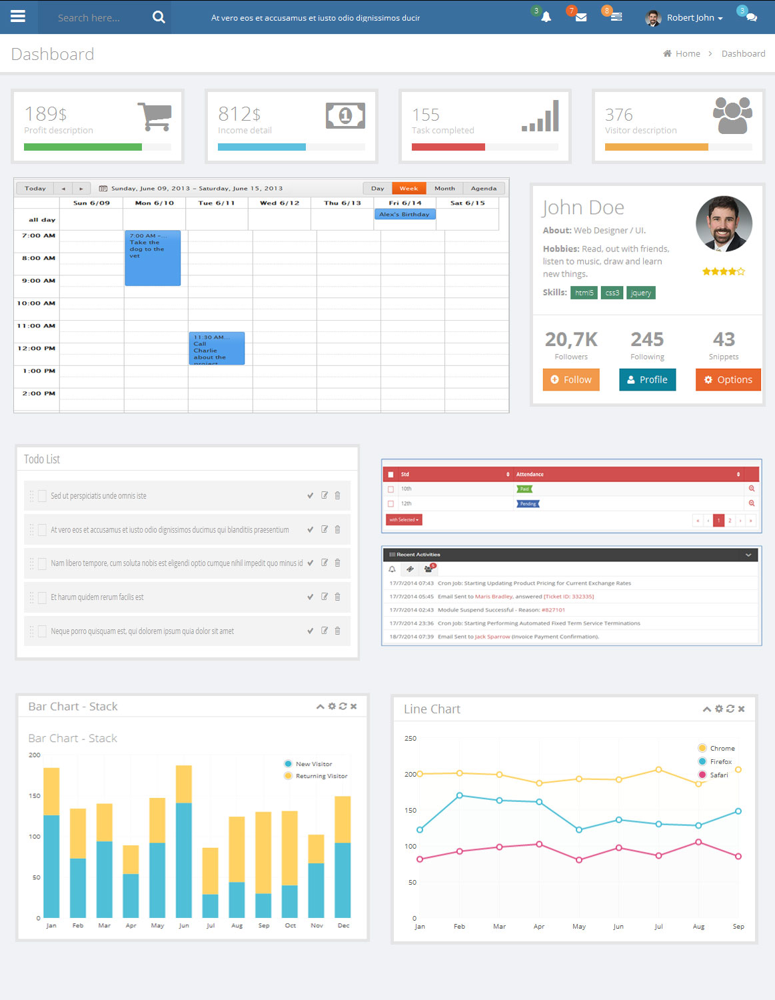 Search here...
At vero eos et accusamus et iusto odio dignissimos ducir
3
7
8
Robert John
3
Dashboard
Home > Dashboard
189$
Profit description
812$
Income detail
1
155
Task completed
376
Visitor description
Today
Sunday, June 09, 2013 - Saturday, June 15, 2013
Day Week Month Agenda
Sun 6/09 Mon 6/10 Tue 6/11 Wed 6/12 Thu 6/13 Fri 6/14 Sat 6/15
all day
Alex's Birthday
7:00 AM
8:00 AM
9:00 AM
10:00 AM
11:00 AM
12:00 PM
1:00 PM
2:00 PM
7:00 AM -...
Take the
dog to the
vet
11:30 AM...
Call
Charlie
about the
project
John Doe
About: Web Designer / UI.
Hobbies: Read, out with friends,
listen to music, draw and learn
new things.
Skills: html5 css3 jquery
20,7K 245 43
Followers Following Snippets
Follow Profile Options
Todo List
Sed ut perspiciatis unde omnis iste
At vero eos et accusamus et iusto odio dignissimos ducimus qui blanditiis praesentium
Nam libero tempore, cum soluta nobis est eligendi optio cumque nihil impedit quo minus id
Et harum quidem rerum facilis est
Neque porro quisquam est, qui dolorem ipsum quia dolor sit amet
Std Attendance
10th Paid
12th Pending
with Selected
« ‹ 1 2 › »
Recent Activities
5
17/7/2014 07:43 Cron Job: Starting Updating Product Pricing for Current Exchange Rates
17/7/2014 05:45 Email Sent to Maris Bradley, answered [Ticket ID: 332335]
17/7/2014 02:43 Module Suspend Successful - Reason: #827101
17/7/2014 23:36 Cron Job: Starting Performing Automated Fixed Term Service Terminations
18/7/2014 07:39 Email Sent to Jack Sparrow (Invoice Payment Confirmation).
Bar Chart - Stack
Bar Chart - Stack
200
150
100
50
0
New Visitor
Returning Visitor
Jan Feb Mar Apr May Jun Jul Aug Sep Oct Nov Dec
Line Chart
250
200
150
100
50
0
Chrome
Firefox
Safari
Jan Feb Mar Apr May Jun Jul Aug Sep